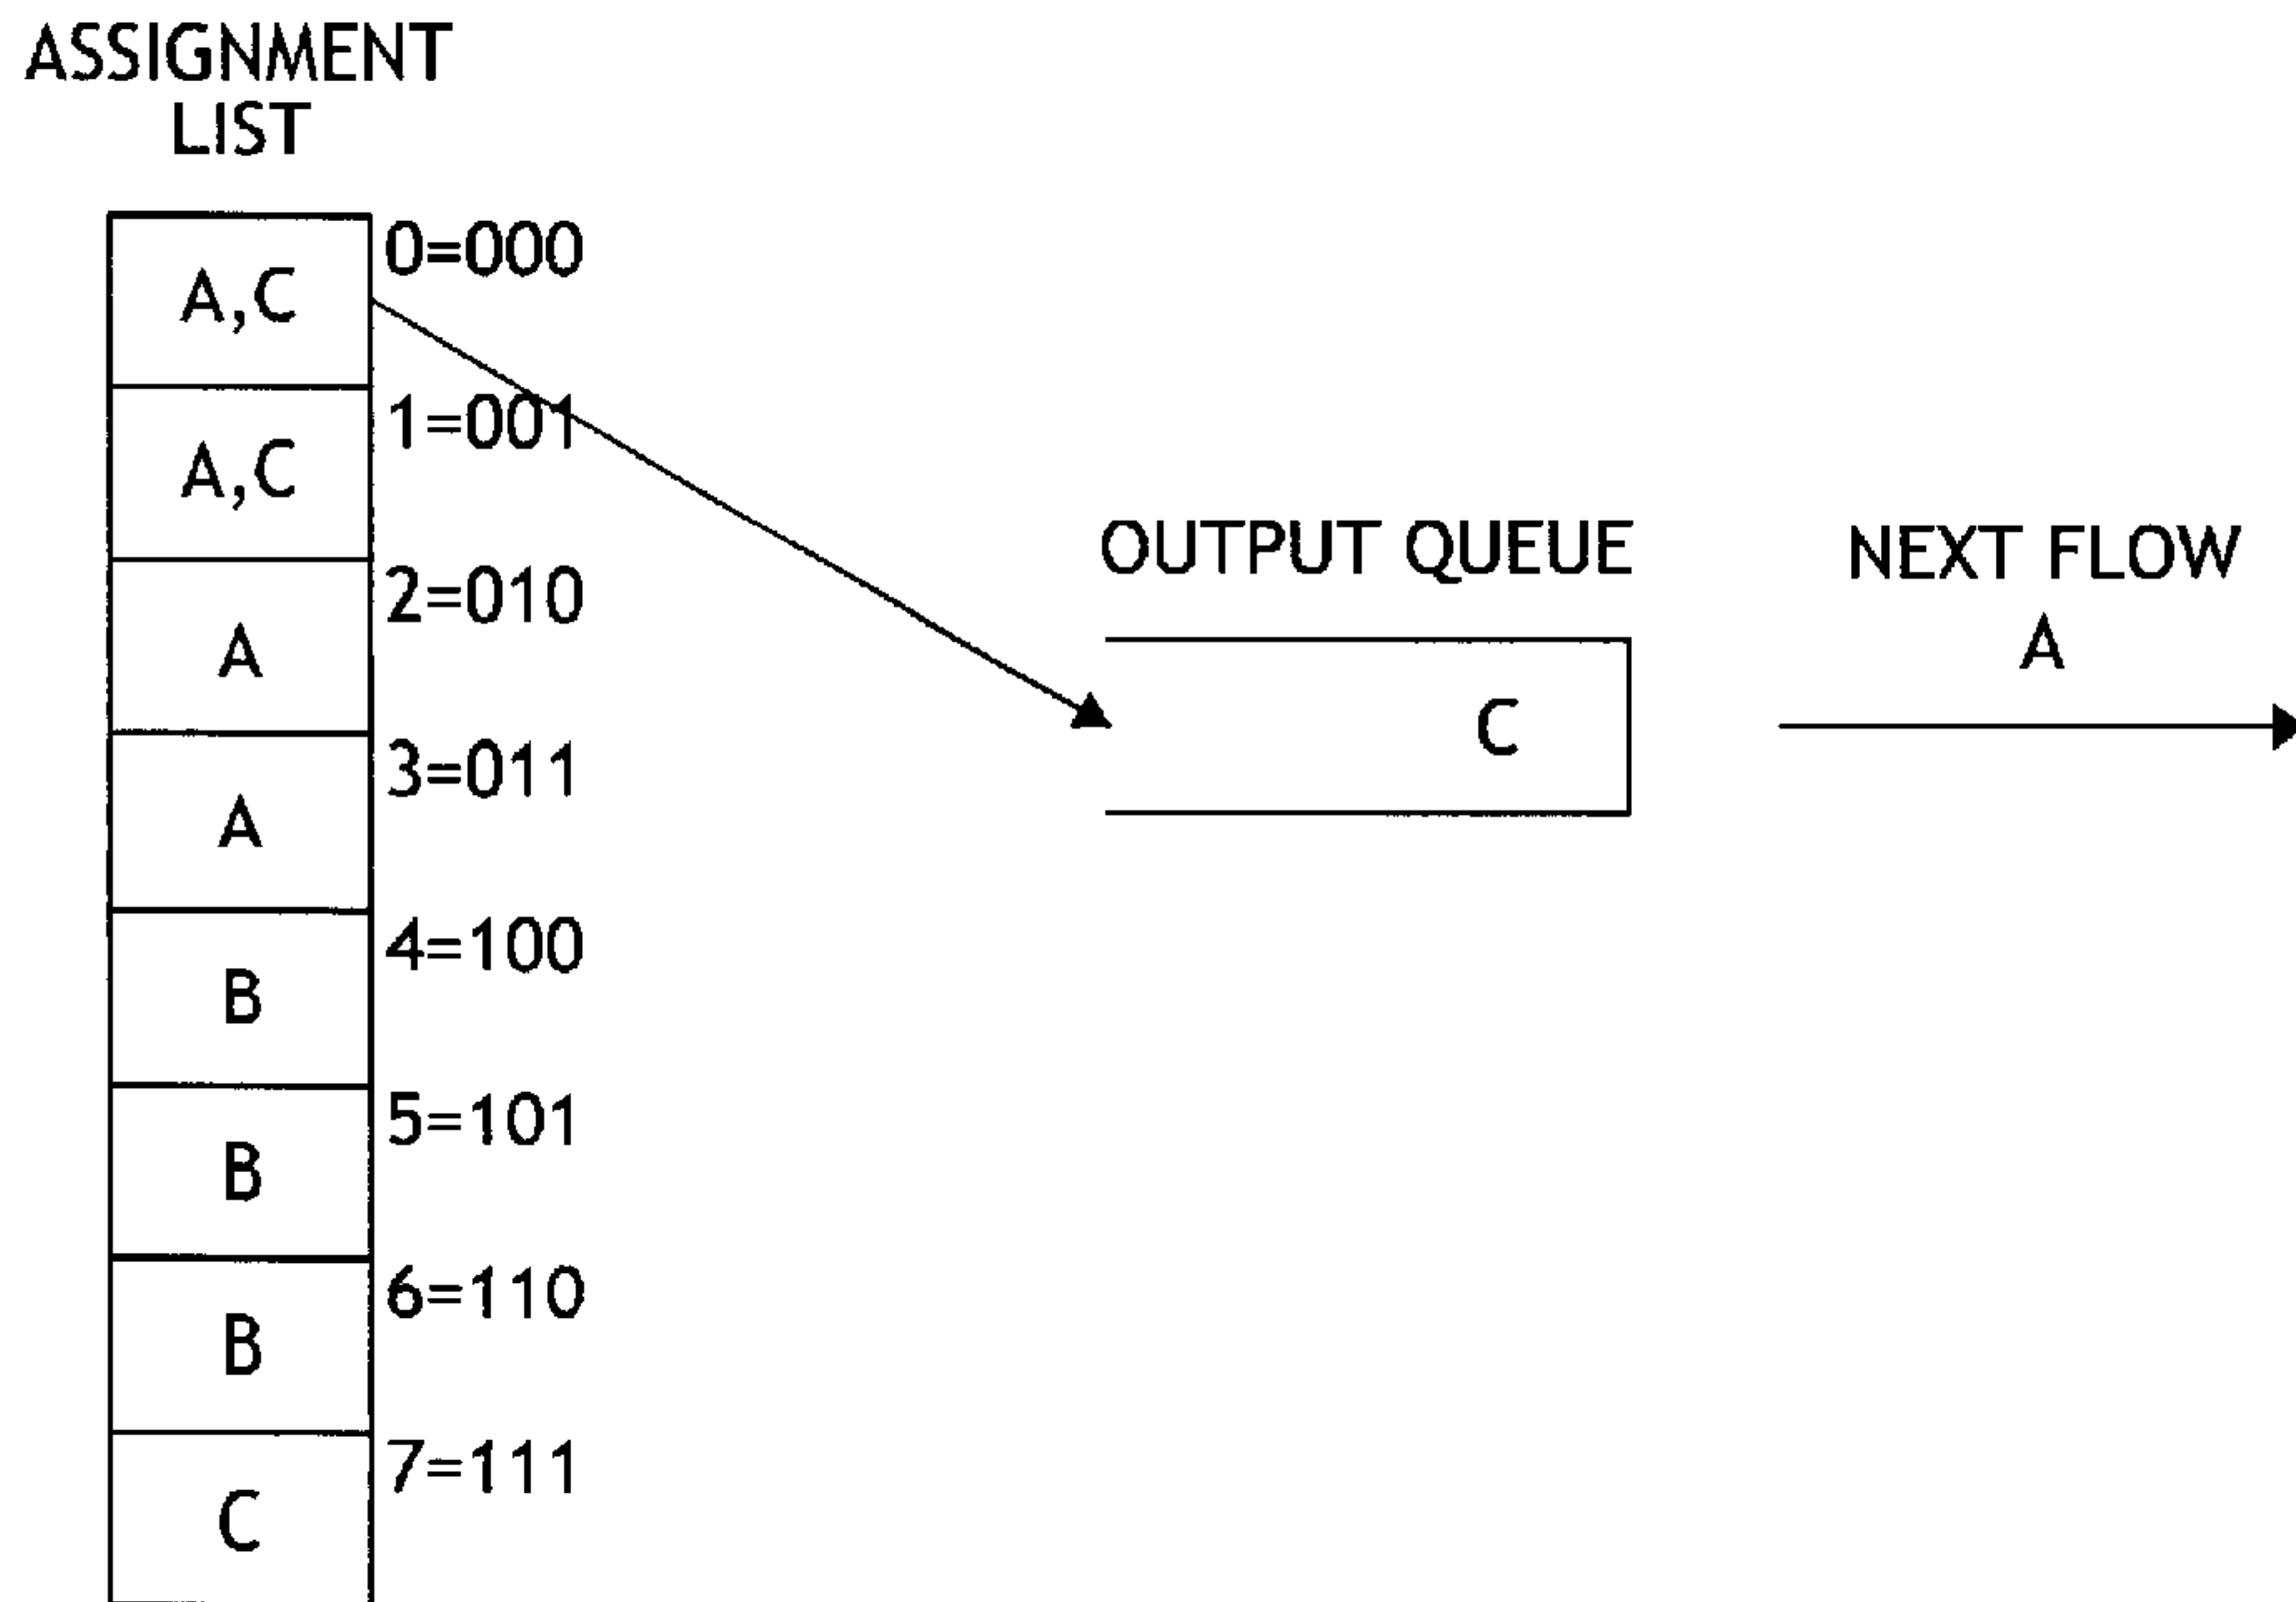 ASSIGNMENT
LIST
0=000
A,C
1=001
A,C
2=010
A
3=011
A
4=100
B
5=101
B
6=110
B
7=111
C
OUTPUT QUEUE
C
NEXT FLOW
A